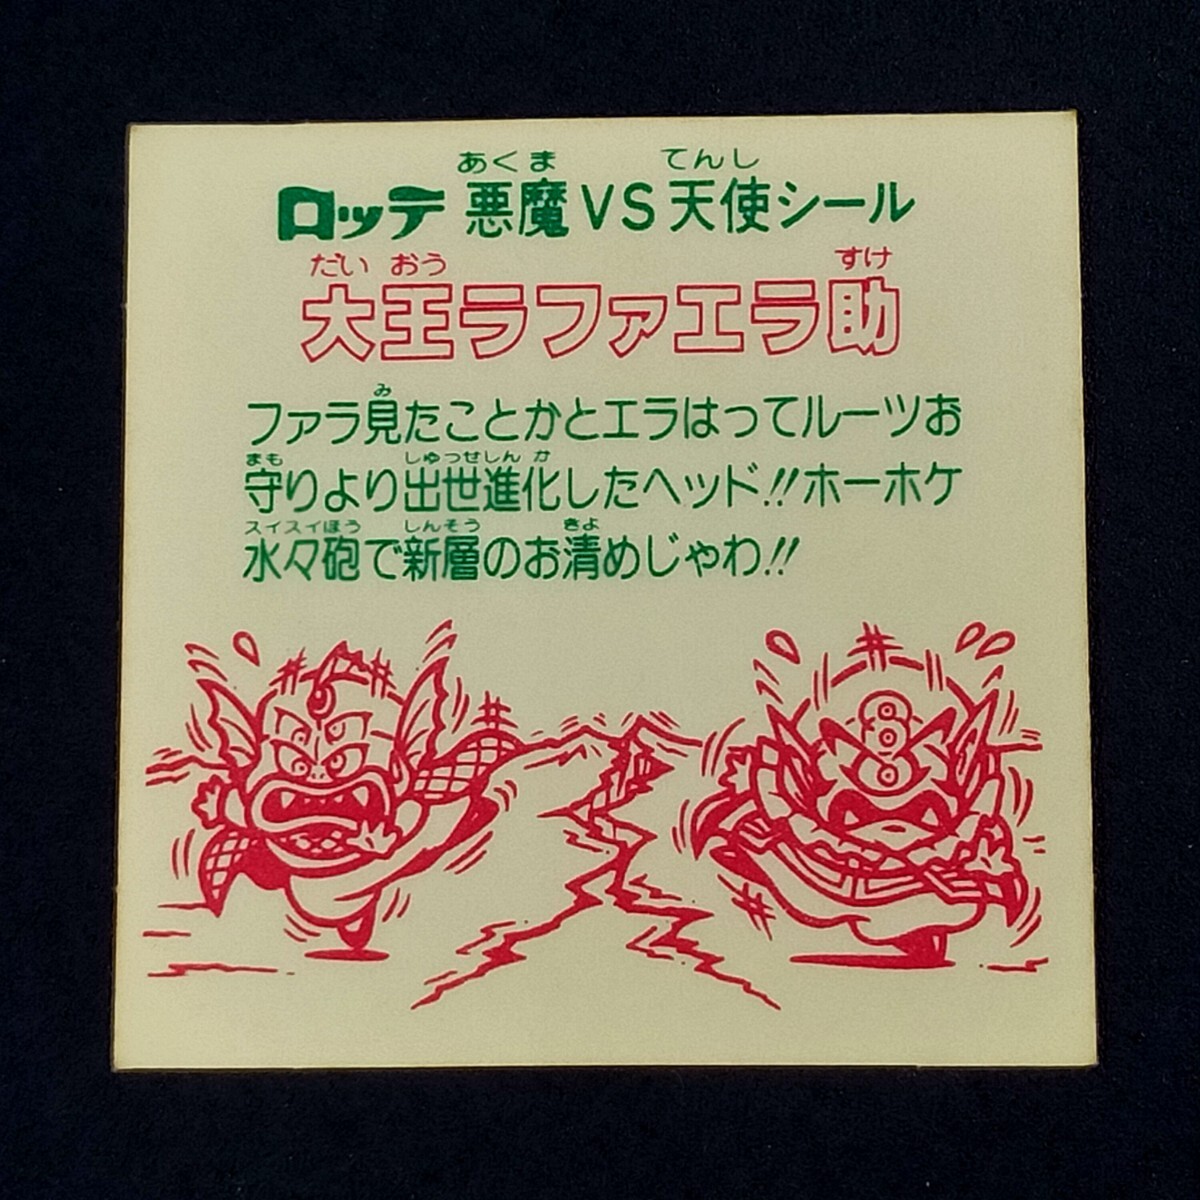 あくま てんし
ロッテ 悪魔VS天使シール
だい おう すけ
大王ラファエラ助
み
ファラ見たことかとエラはってルーツお
まも しゅつせしん か
守りより出世進化したヘッド!!ホーホケ
スイスイほう しんそう きよ
水々砲で新層のお清めじゃわ!!